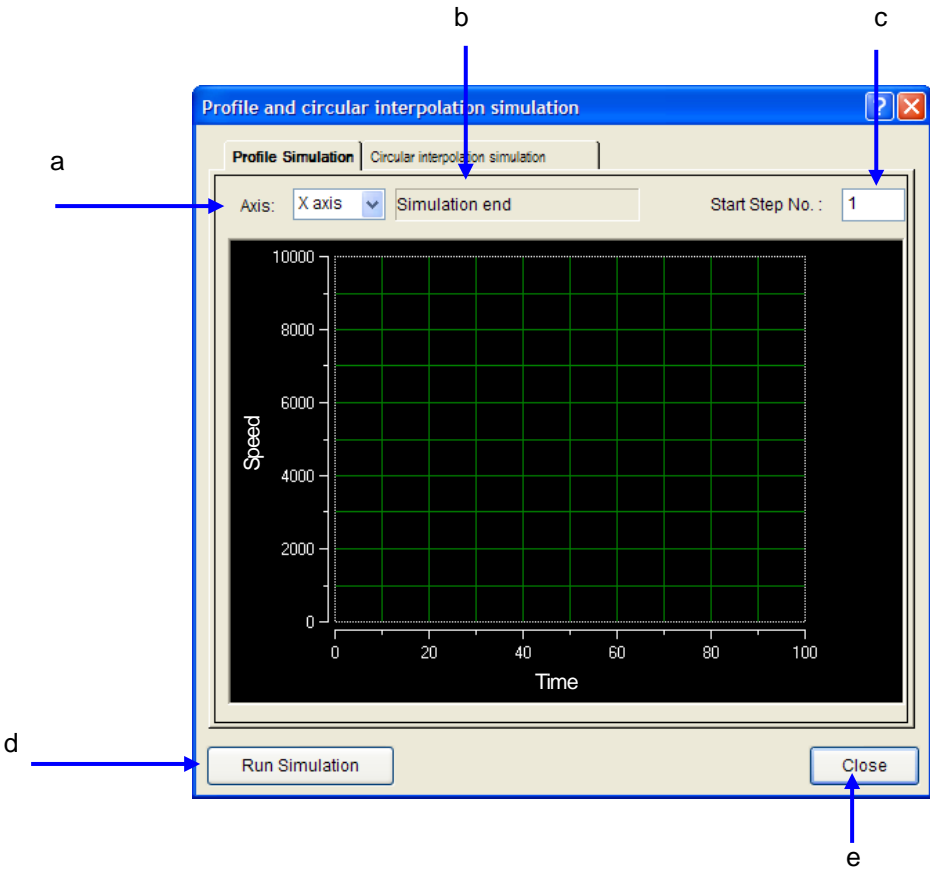 b c
Profile and circular interpolation simulation ?
Profile Simulation Circular interpolation simulation
a
Axis: X axis Simulation end Start Step No. : 1
10000
8000
6000
Speed
4000
2000
0
0 20 40 60 80 100
Time
d
Run Simulation Close
e